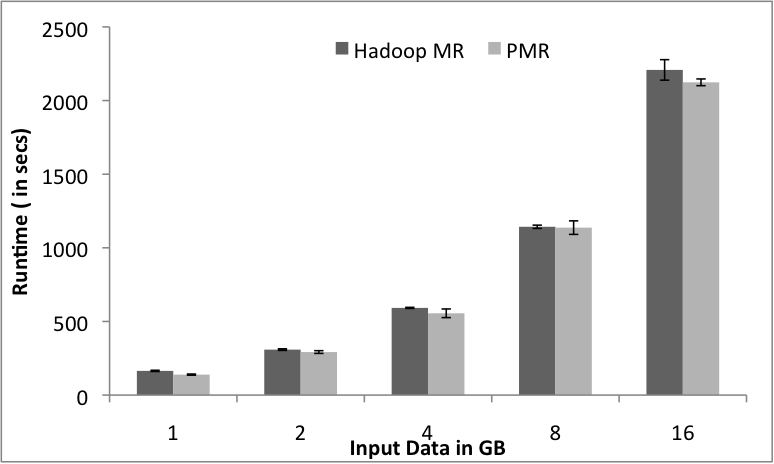 2500
2000
1500
1000
500
0
Runtime ( in secs)
Hadoop MR
PMR
1 2 4 8 16
Input Data in GB